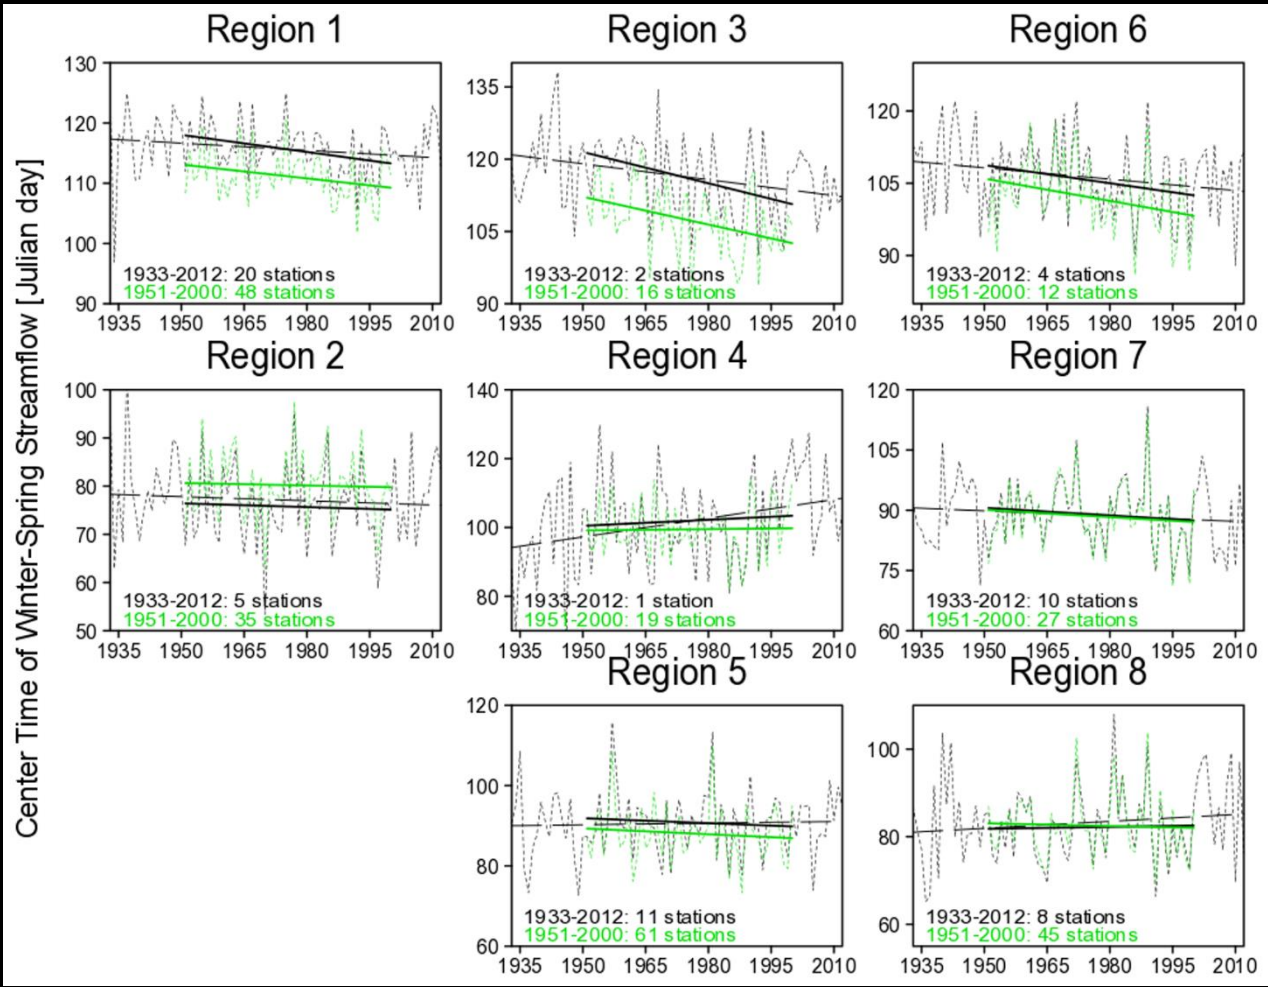 Center Time of Winter-Spring Streamflow [Julian day]
Region 1
130
120
110
100
90
1933-2012: 20 stations
1951-2000: 48 stations
1935 1950 1965 1980 1995 2010
Region 3
135
120
105
90
1933-2012: 2 stations
1951-2000: 16 stations
1935 1950 1965 1980 1995 2010
Region 6
120
105
90
1933-2012: 4 stations
1951-2000: 12 stations
1935 1950 1965 1980 1995 2010
Region 2
100
90
80
70
60
50
1933-2012: 5 stations
1951-2000: 35 stations
1935 1950 1965 1980 1995 2010
Region 4
140
120
100
80
1933-2012: 1 station
1951-2000: 19 stations
1935 1950 1965 1980 1995 2010
Region 7
120
105
90
75
60
1933-2012: 10 stations
1951-2000: 27 stations
1935 1950 1965 1980 1995 2010
Region 5
120
100
80
60
1933-2012: 11 stations
1951-2000: 61 stations
1935 1950 1965 1980 1995 2010
Region 8
100
80
60
1933-2012: 8 stations
1951-2000: 45 stations
1935 1950 1965 1980 1995 2010